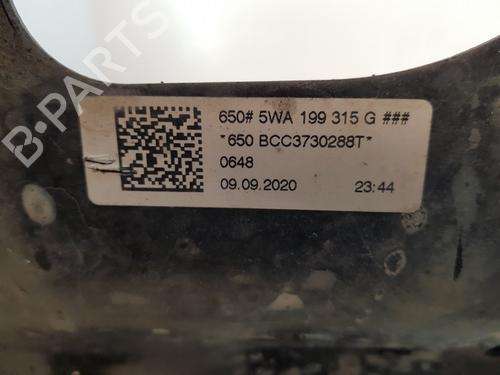 650# 5WA 199 315 G ###
*650 BCC3730288T*
0648
09.09.2020 23:44
B-PARTS